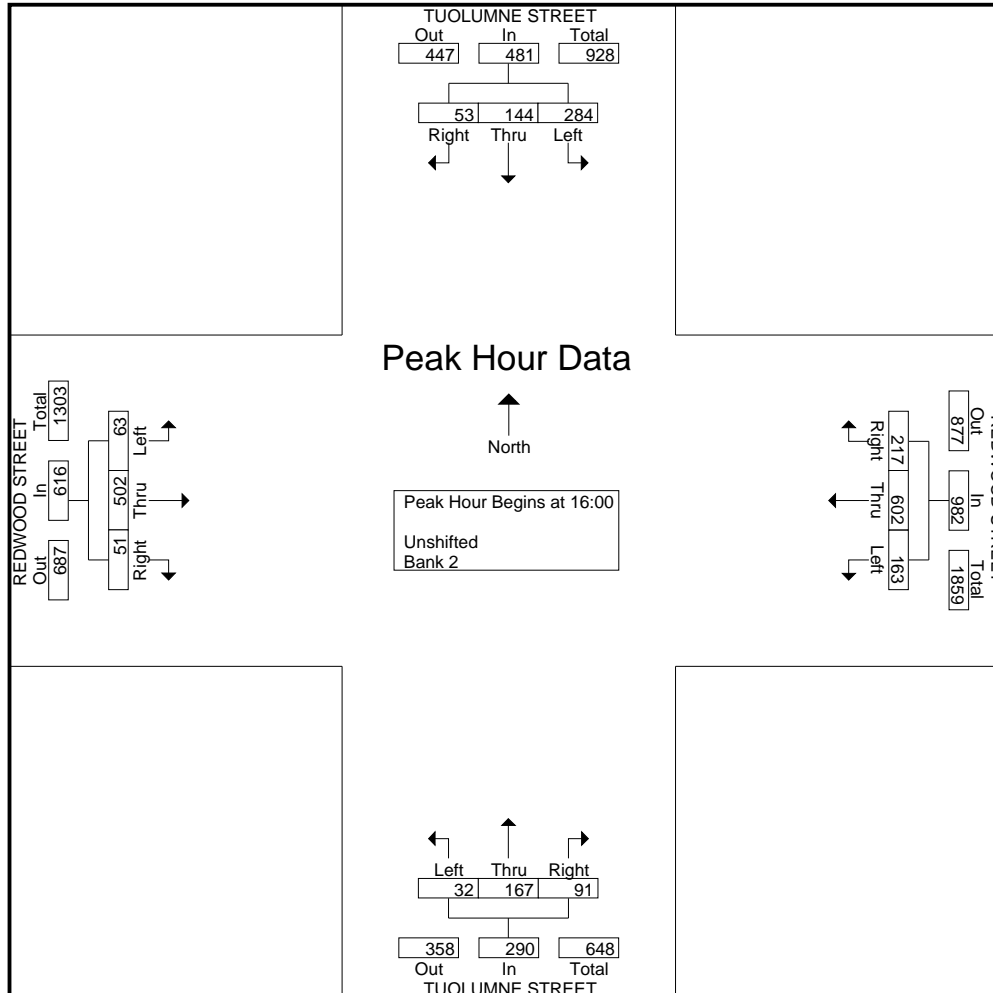 TUOLUMNE STREET
Out In Total
447 481 928
53 144 284
Right Thru Left
Peak Hour Data
North
Peak Hour Begins at 16:00
Unshifted
Bank 2
REDWOOD STREET
Total In Out
1303 616 687
63 502 51
Left Thru Right
Out In Total
877 982 1859
217 602 163
Right Thru Left
Left Thru Right
32 167 91
358 290 648
Out In Total
TUOLUMNE STREET